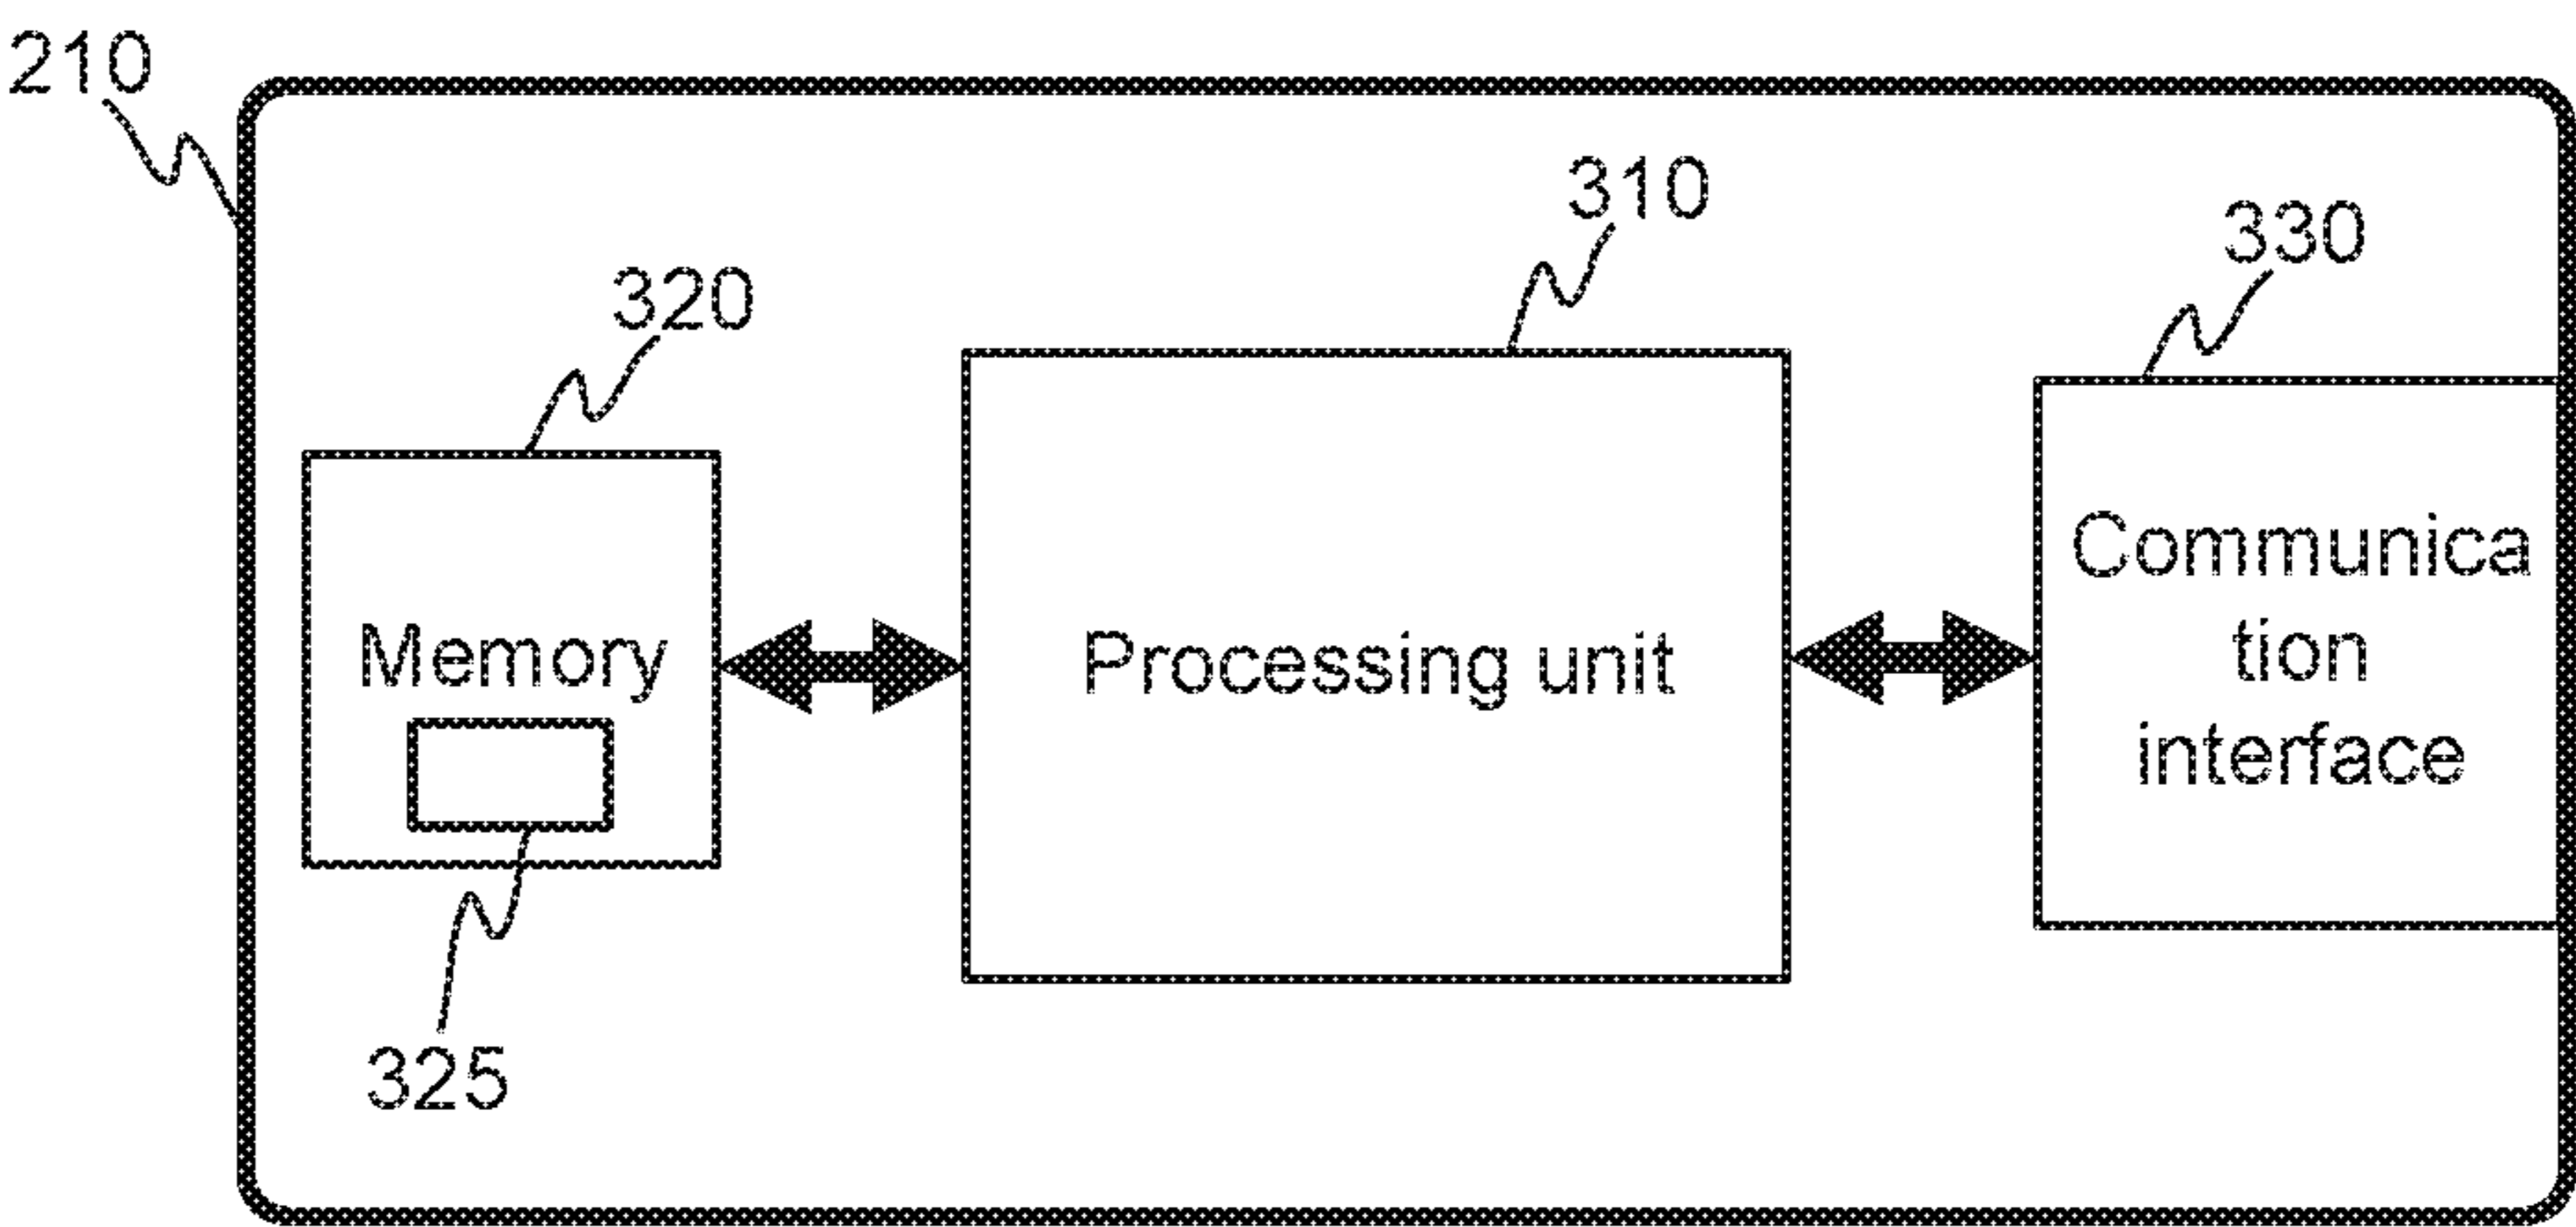 210
310
330
320
Communica
tion
interface
Memory
Processing unit
325